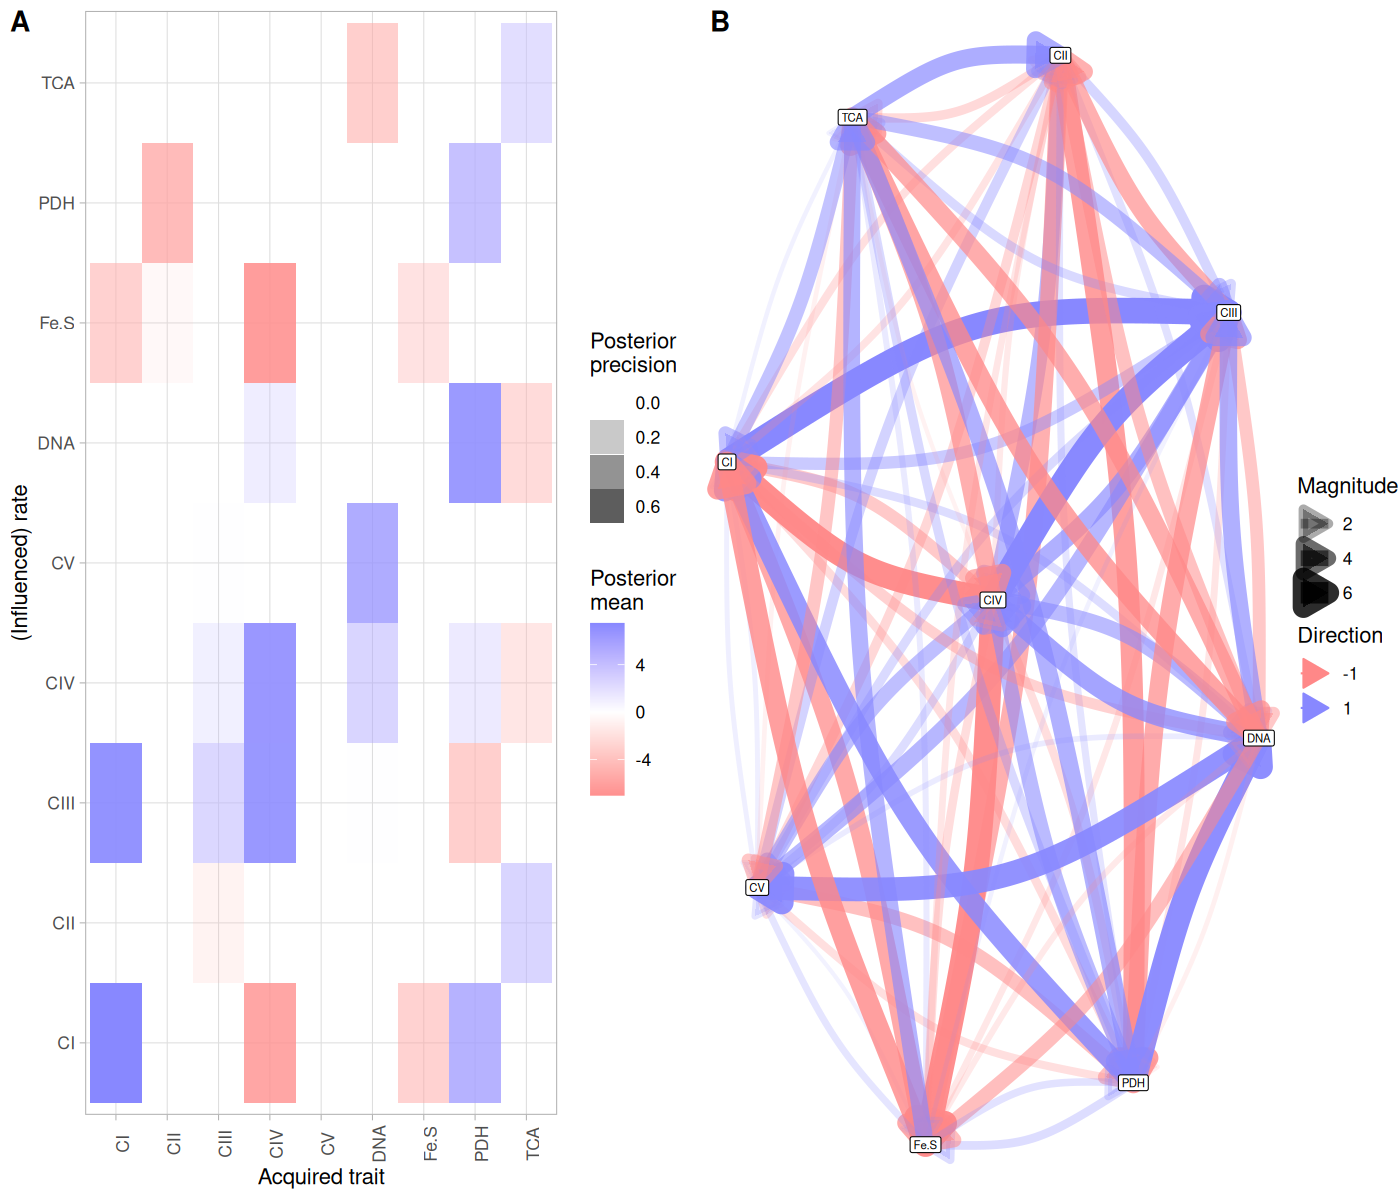 A
TCA
PDH
Fe.S
DNA
CV
CIV
CIII
CII
CI
(Influenced) rate
CI
CII
CIII
CIV
CV
DNA
Fe.S
PDH
TCA
Acquired trait
Posterior
precision
0.0
0.2
0.4
0.6
Posterior
mean
4
0
-4
B
CII
TCA
CIII
CI
CIV
DNA
CV
PDH
Fe.S
Magnitude
2
4
6
Direction
-1
1